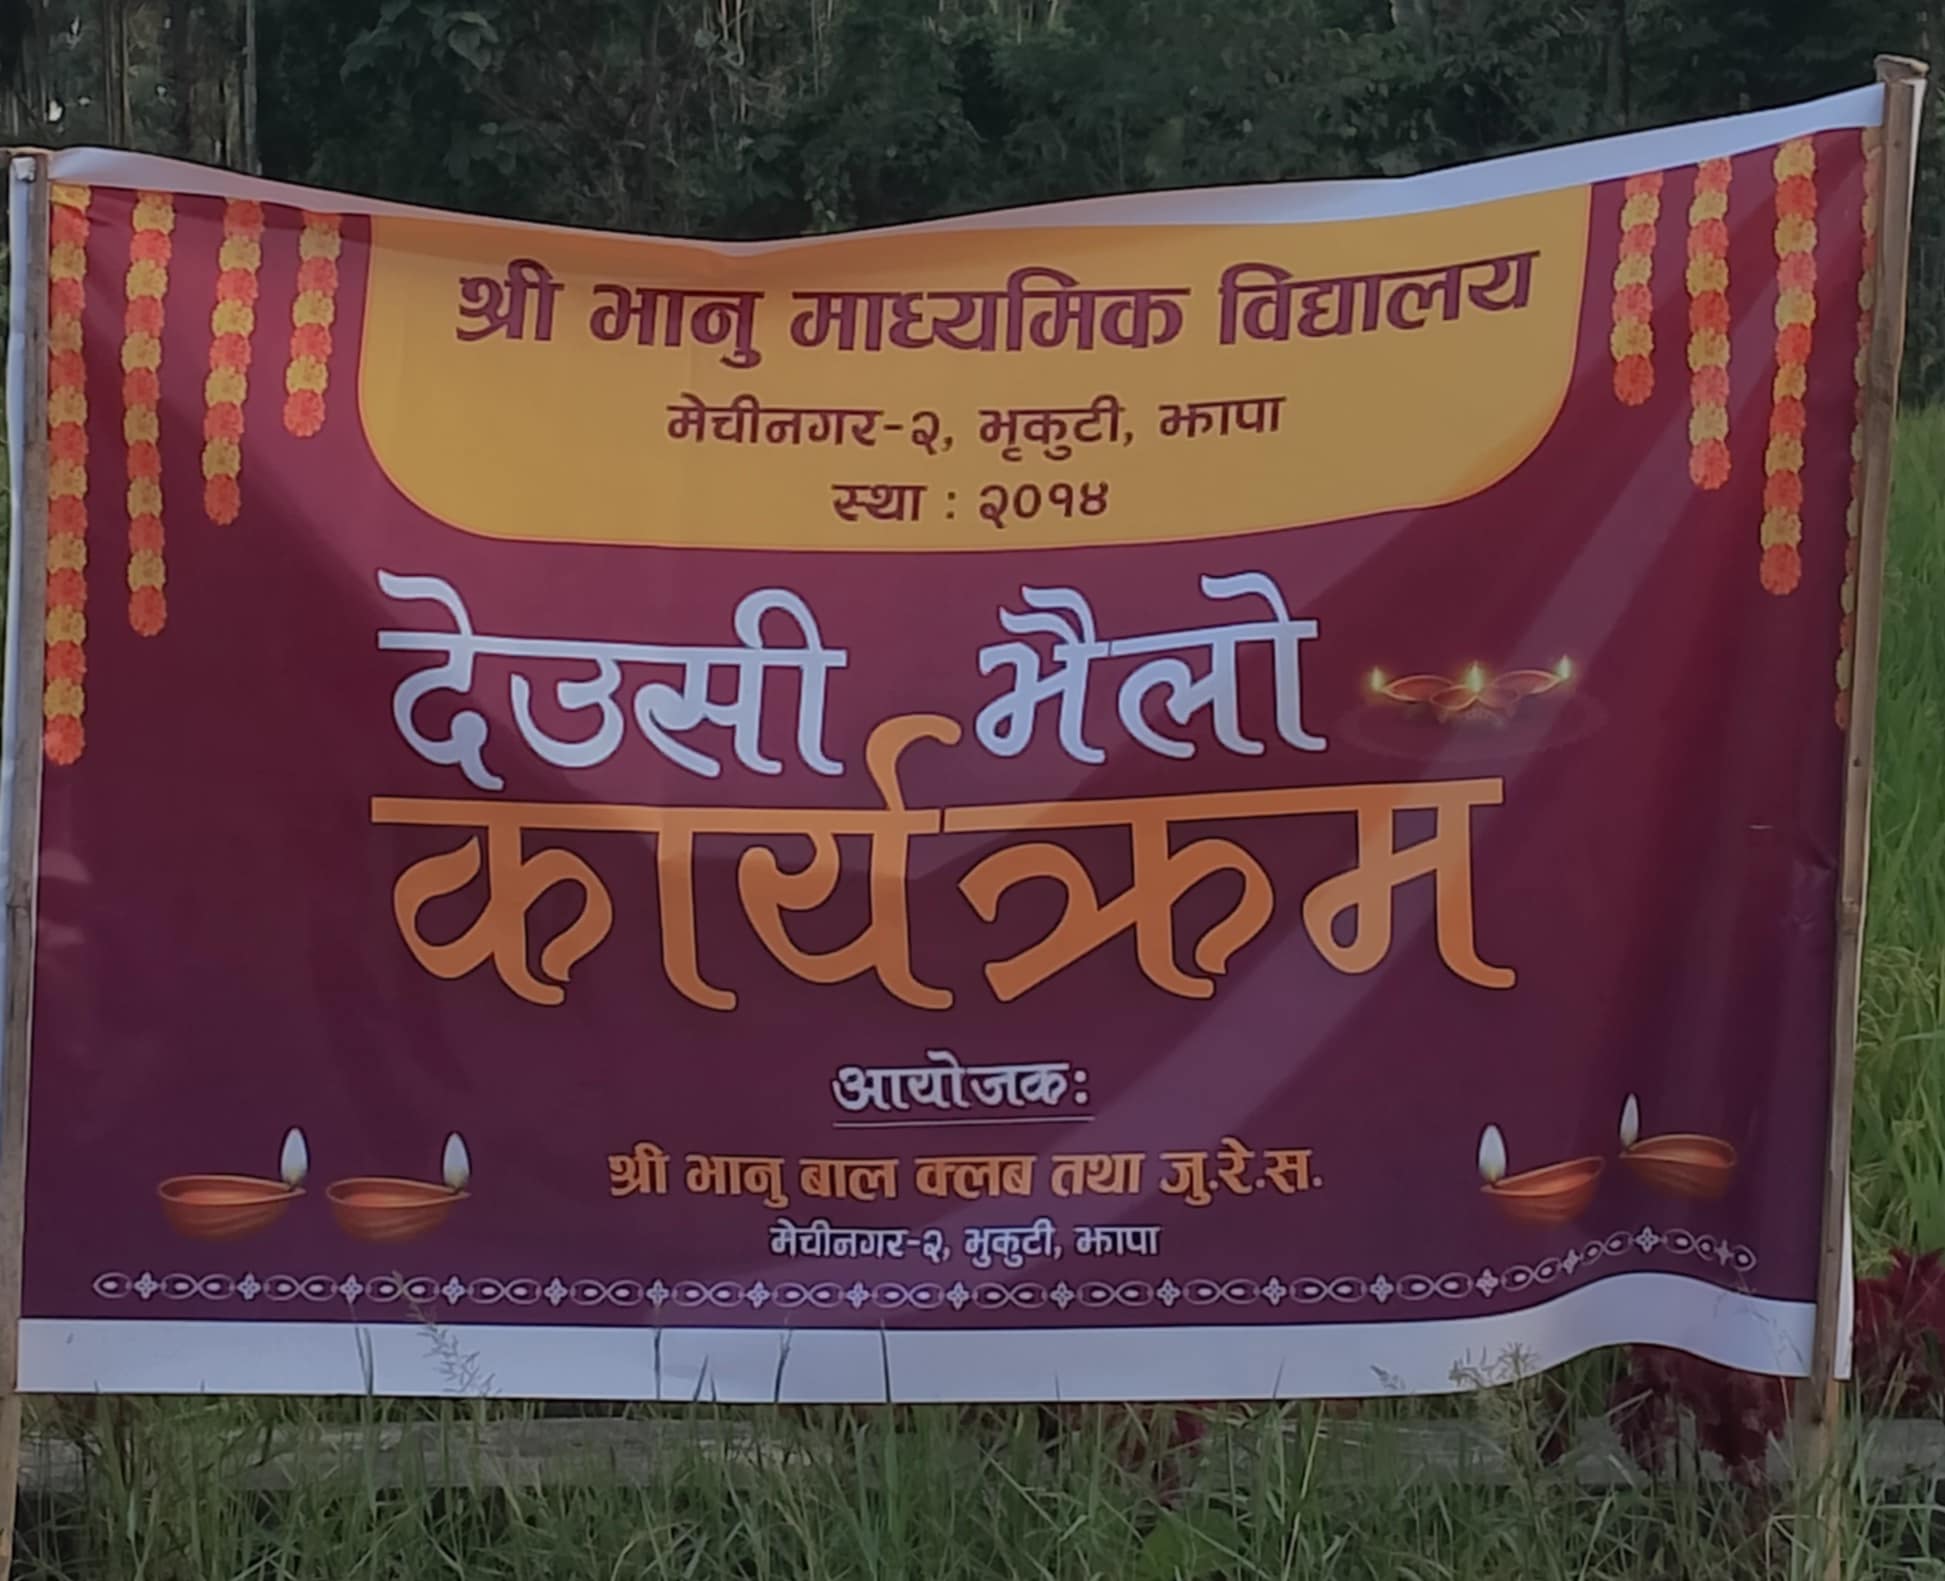 श्री भानु माध्यमिक विद्यालय
मेचीनगर-२, भृकुटी, झापा
स्था : २०१४
देउसी भैलो
कार्यक्रम
आयोजकः
श्री भानु बाल क्लब तथा जु.रे.स.
मेचीनगर-२, भुकुटी, झापा